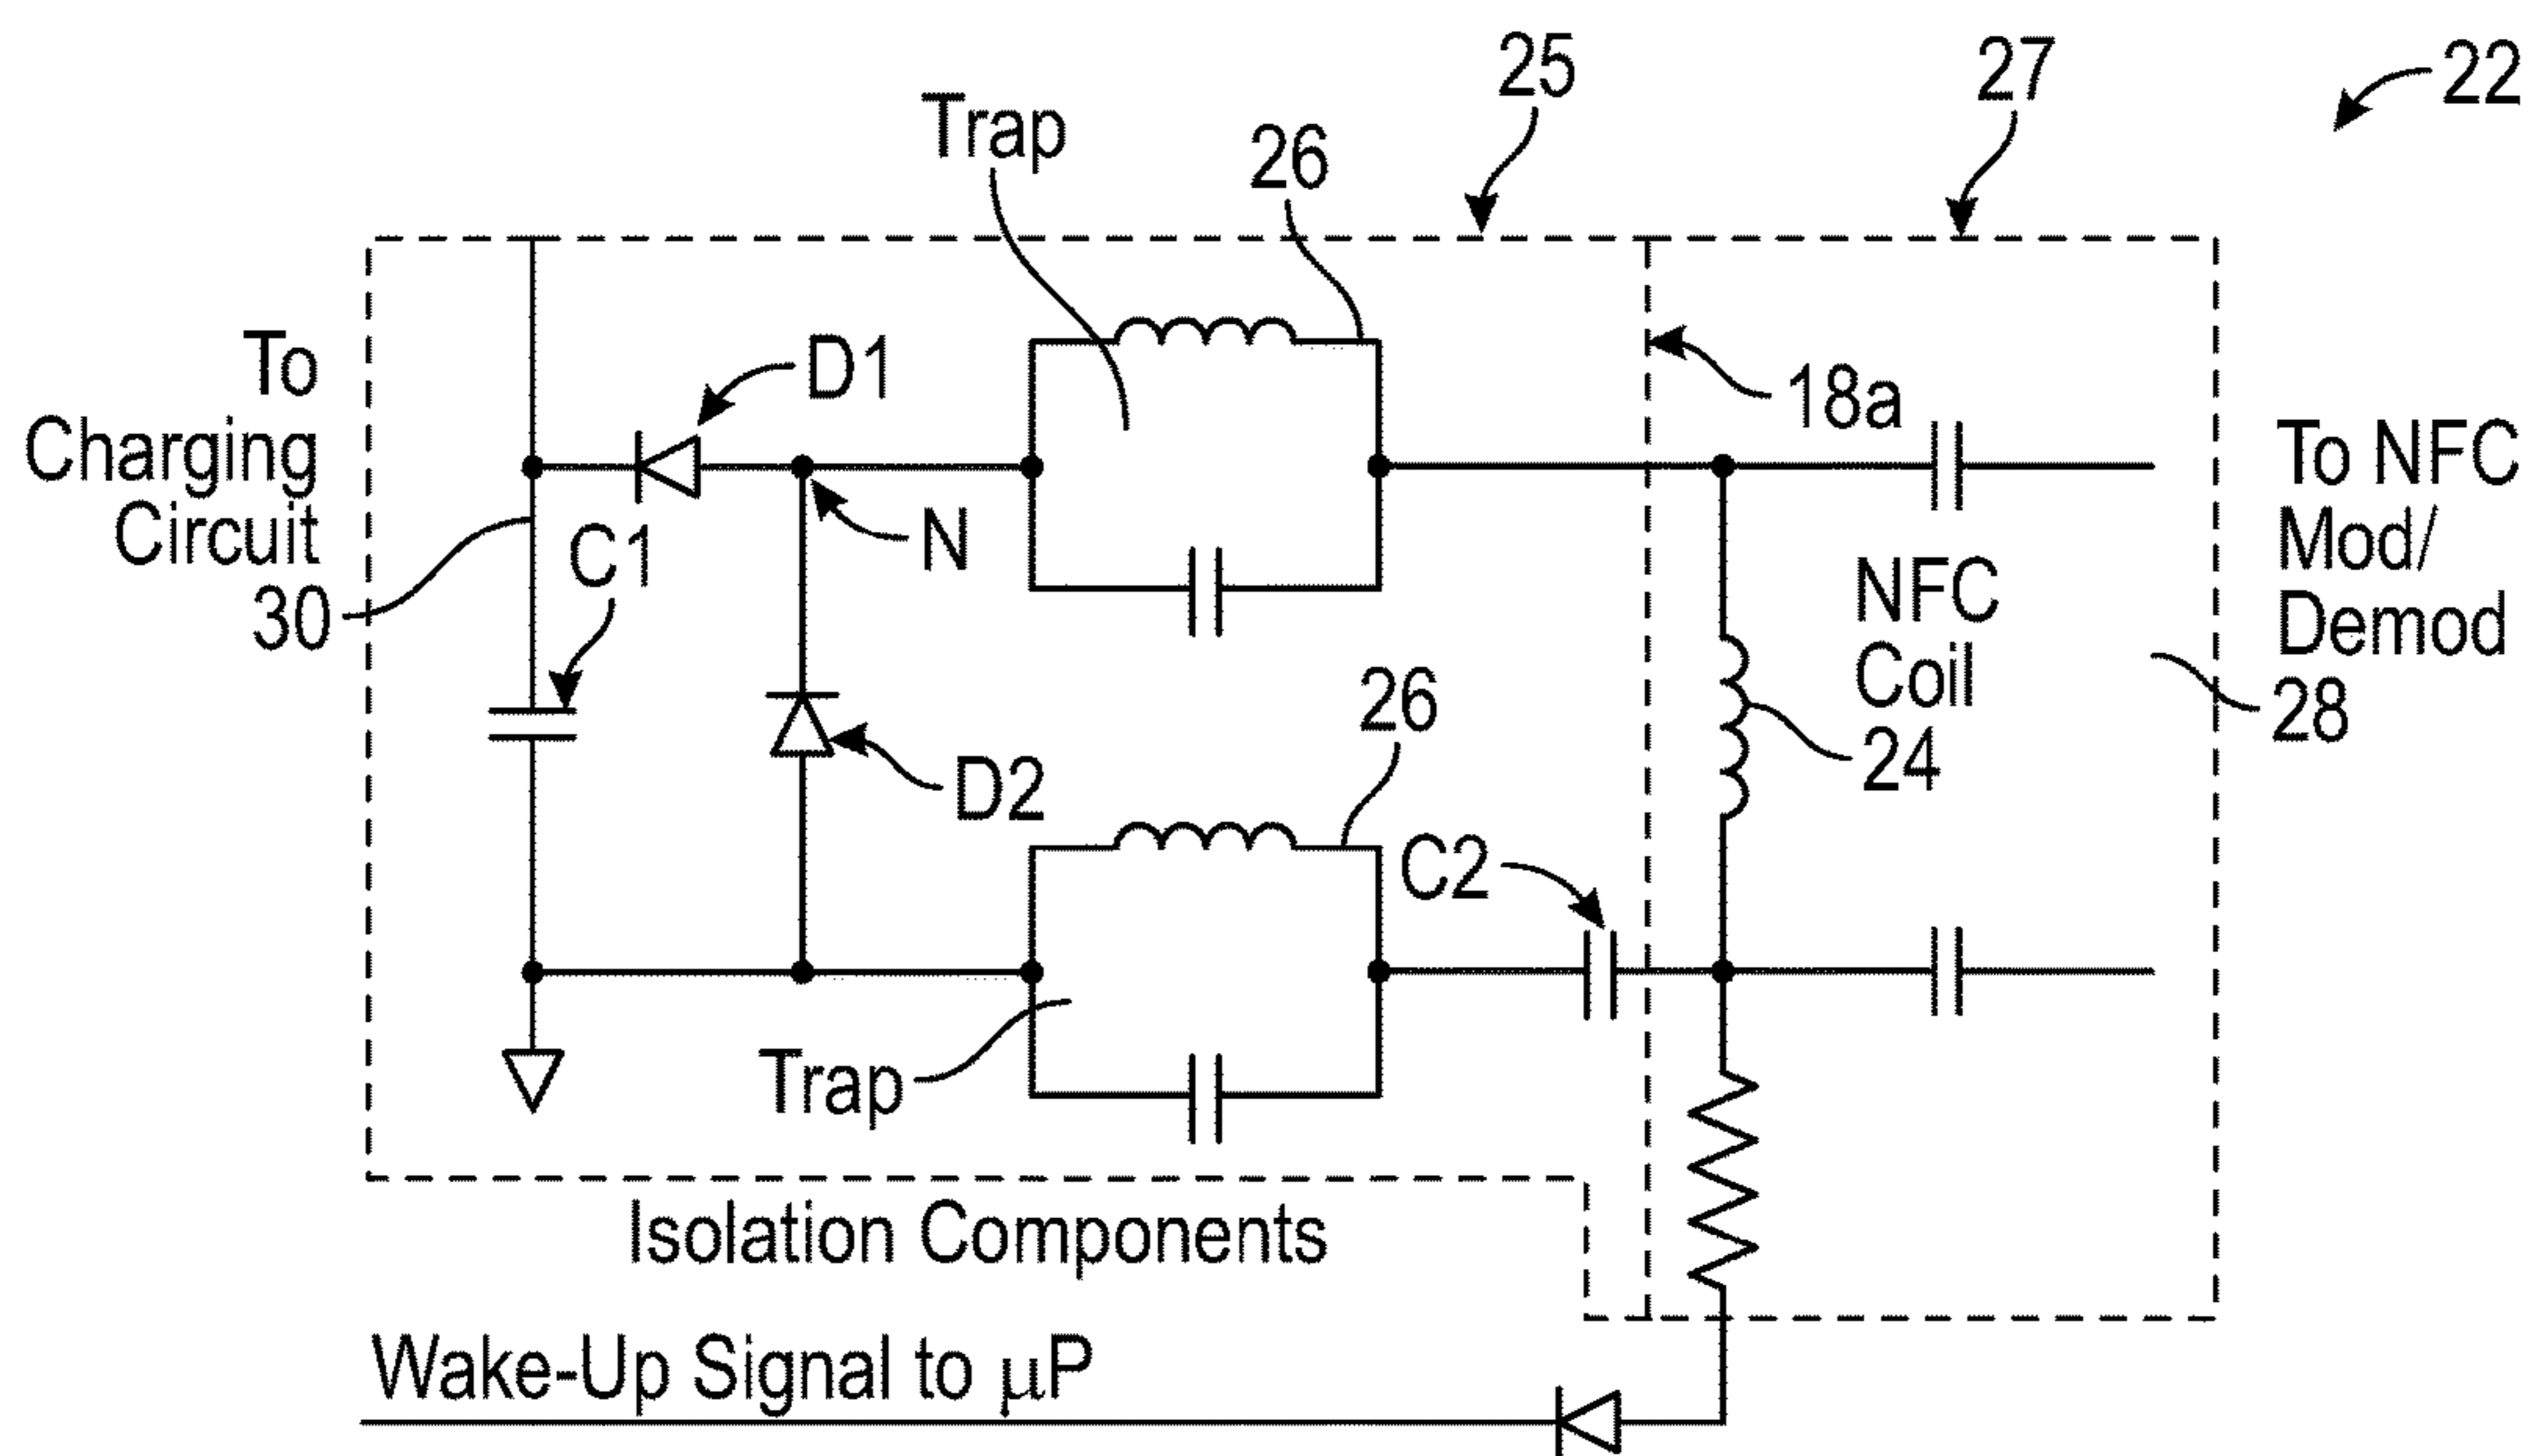 25
27
22
Trap
26
18a
To
Charging
Circuit
30
D1
C1
N
To NFC
Mod/
Demod
28
NFC
Coil
24
D2
26
C2
Trap
Isolation Components
Wake-Up Signal to µP